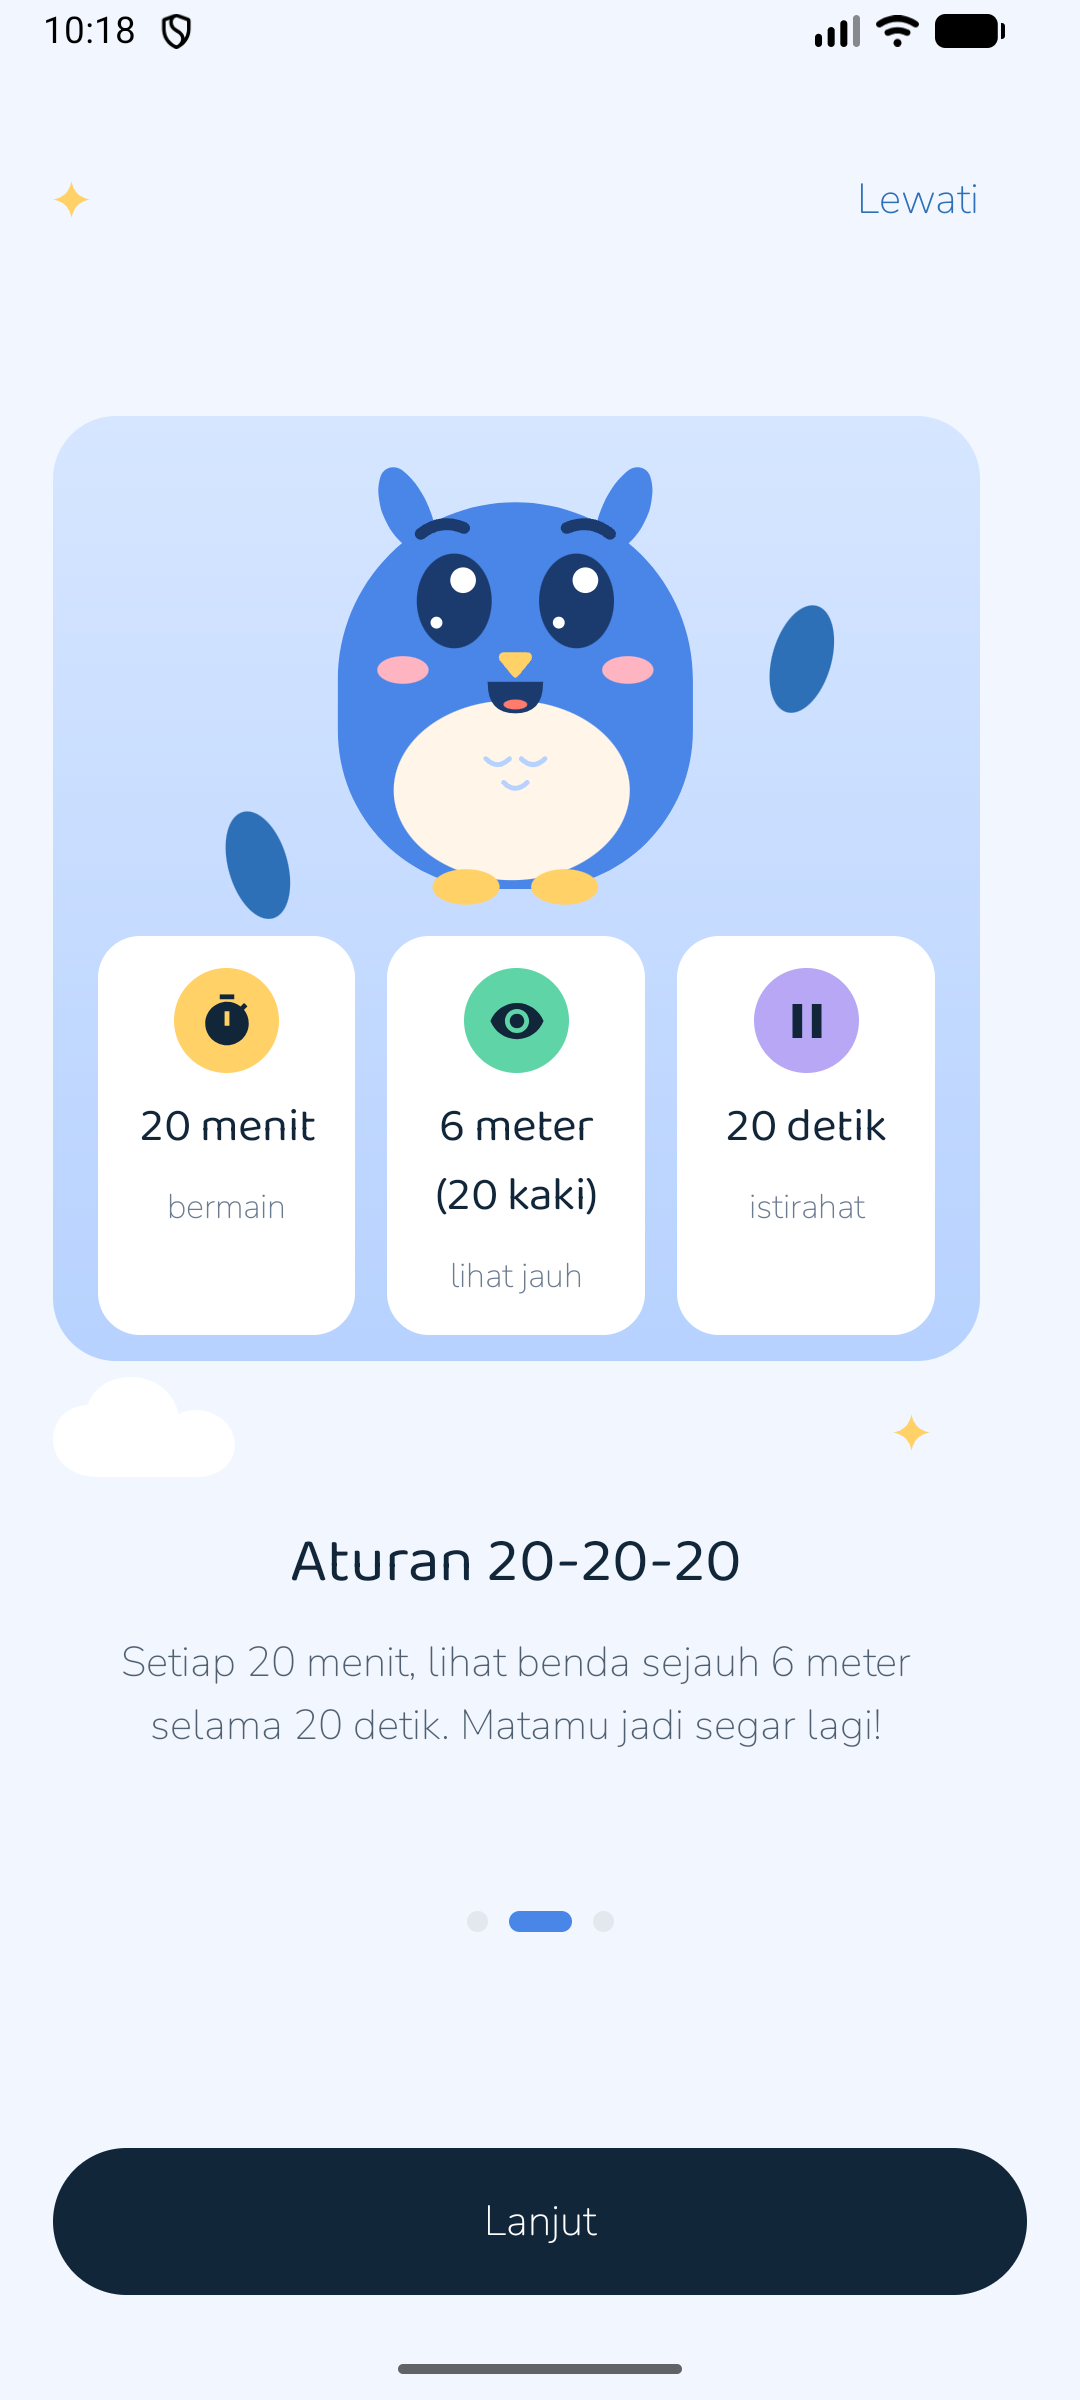 10:18
Lewati
20 menit
bermain
6 meter
(20 kaki)
lihat jauh
20 detik
istirahat
Aturan 20-20-20
Setiap 20 menit, lihat benda sejauh 6 meter
selama 20 detik. Matamu jadi segar lagi!
Lanjut